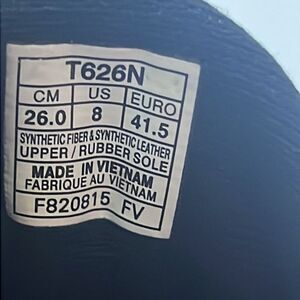 T626N
CM US EURO
26.0 8 41.5
SYNTHETIC FIBER & SYNTHETIC LEATHER
UPPER / RUBBER SOLE
MADE IN VIETNAM
FABRIQUE AU VIETNAM
F820815 FV